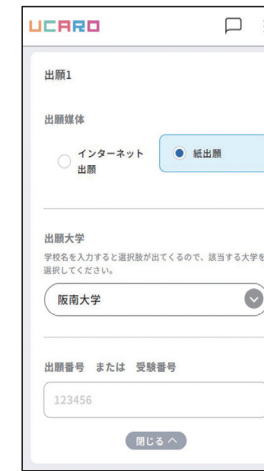 UCARO
出願1
出願媒体
インターネット
出願
紙出願
出願大学
学校名を入力すると選択肢が出てくるので、該当する大学を
選択してください。
阪南大学
出願番号 または 受験番号
123456
閉じる